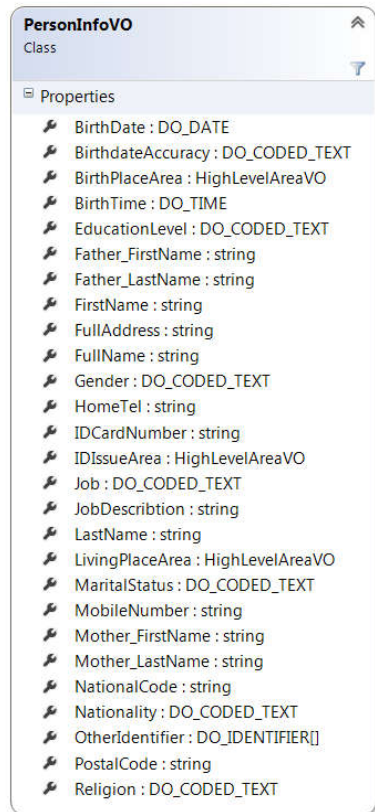 PersonInfoVO
Class
Properties
BirthDate : DO_DATE
BirthdateAccuracy : DO_CODED_TEXT
BirthPlaceArea : HighLevelAreaVO
BirthTime : DO_TIME
EducationLevel : DO_CODED_TEXT
Father_FirstName : string
Father_LastName : string
FirstName : string
FullAddress : string
FullName : string
Gender : DO_CODED_TEXT
HomeTel : string
IDCardNumber : string
IDIssueArea : HighLevelAreaVO
Job : DO_CODED_TEXT
JobDescribtion : string
LastName : string
LivingPlaceArea : HighLevelAreaVO
MaritalStatus : DO_CODED_TEXT
MobileNumber : string
Mother_FirstName : string
Mother_LastName : string
NationalCode : string
Nationality : DO_CODED_TEXT
OtherIdentifier : DO_IDENTIFIER[]
PostalCode : string
Religion : DO_CODED_TEXT